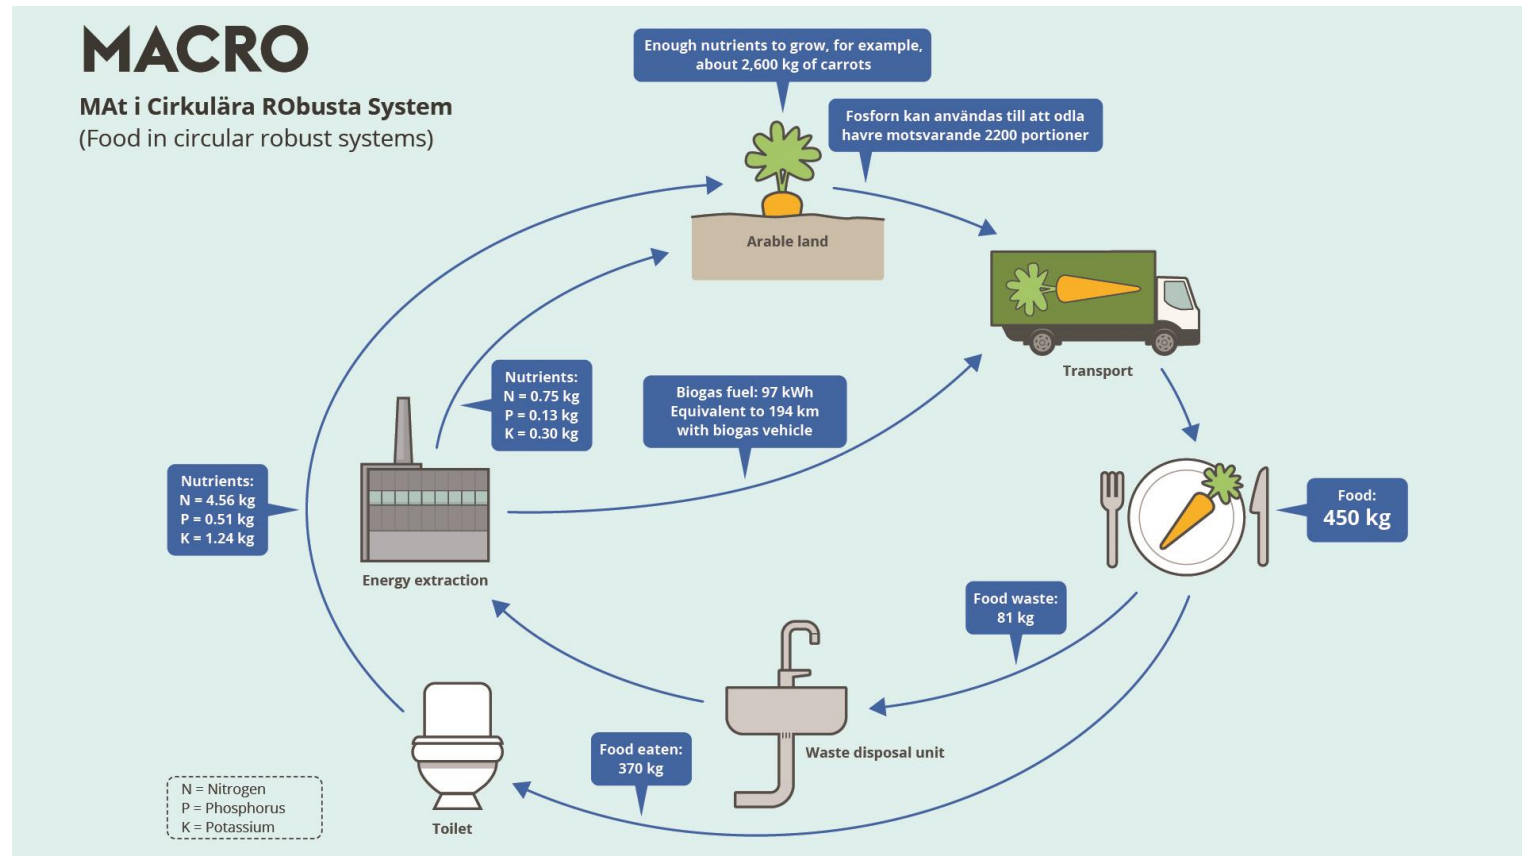 MACRO
MAt i Cirkulära RObusta System
(Food in circular robust systems)
Enough nutrients to grow, for example,
about 2,600 kg of carrots
Fosforn kan användas till att odla
havre motsvarande 2200 portioner
Arable land
Transport
Nutrients:
N = 0.75 kg
P = 0.13 kg
K = 0.30 kg
Biogas fuel: 97 kWh
Equivalent to 194 km
with biogas vehicle
Nutrients:
N = 4.56 kg
P = 0.51 kg
K = 1.24 kg
Food:
450 kg
Energy extraction
Food waste:
81 kg
Waste disposal unit
Food eaten:
370 kg
Toilet
N = Nitrogen
P = Phosphorus
K = Potassium